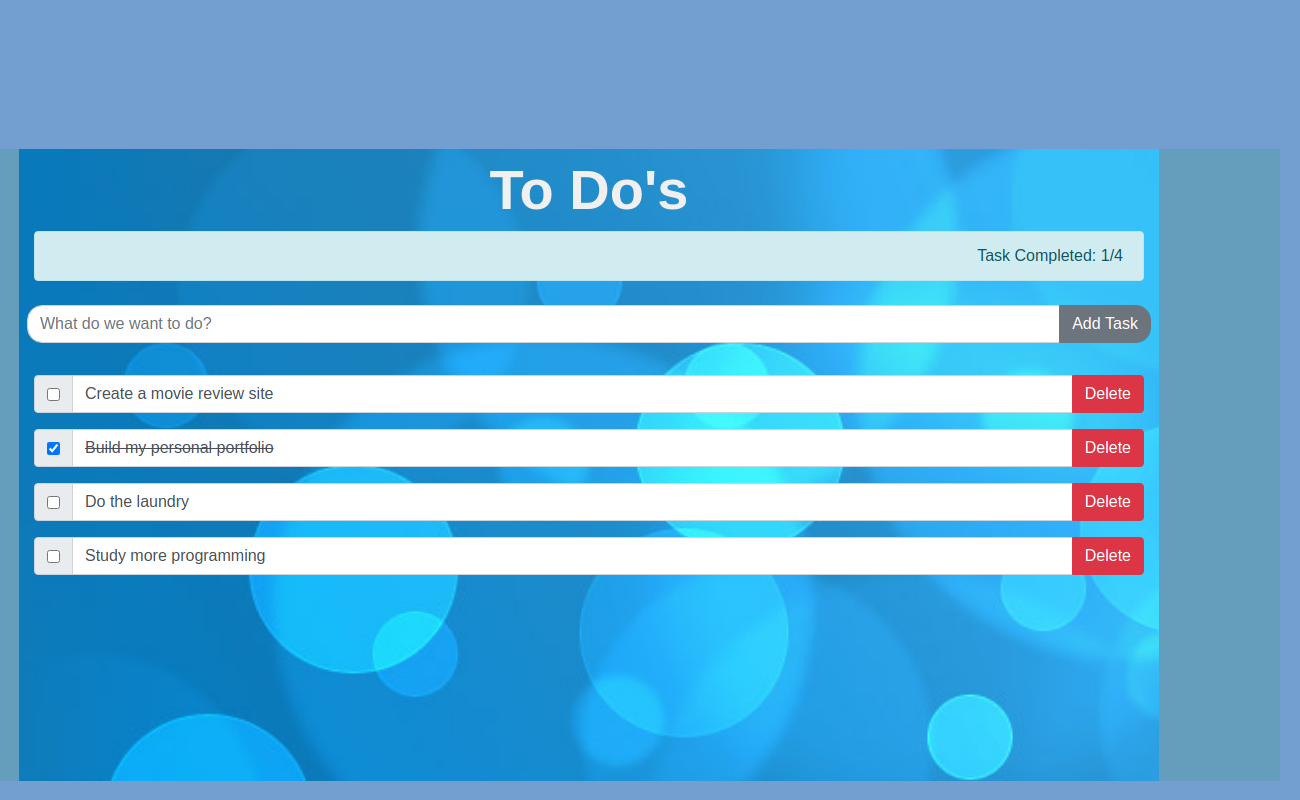 To Do's
Task Completed: 1/4
What do we want to do? Add Task
Create a movie review site Delete
Build my personal portfolio Delete
Do the laundry Delete
Study more programming Delete